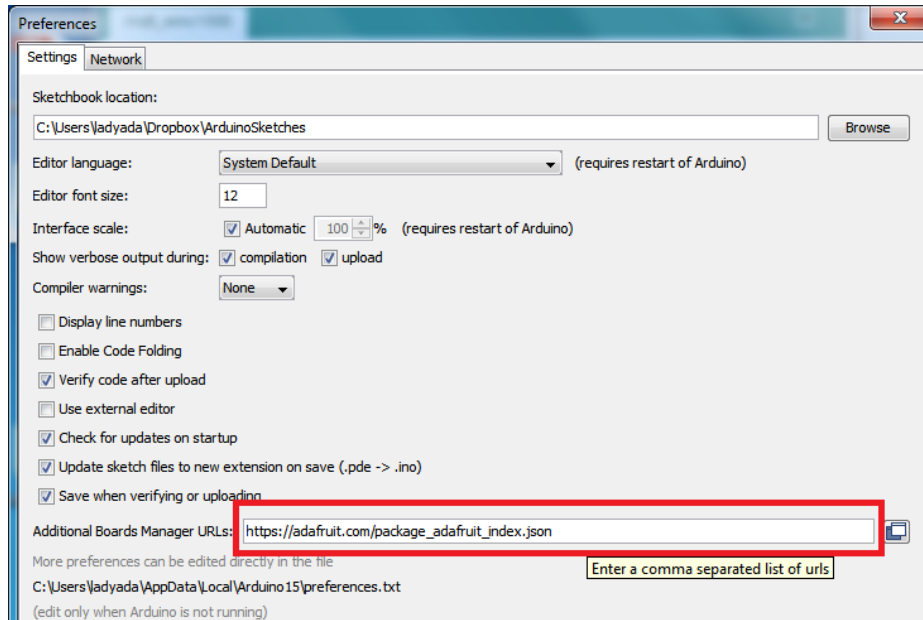 Preferences
Settings Network
Sketchbook location:
C:\Users\ladyada\Dropbox\ArduinoSketches Browse
Editor language: System Default (requires restart of Arduino)
Editor font size: 12
Interface scale: Automatic 100 % (requires restart of Arduino)
Show verbose output during: compilation upload
Compiler warnings: None
Display line numbers
Enable Code Folding
Verify code after upload
Use external editor
Check for updates on startup
Update sketch files to new extension on save (.pde -> .ino)
Save when verifying or uploading
Additional Boards Manager URLs: https://adafruit.com/package_adafruit_index.json
More preferences can be edited directly in the file
Enter a comma separated list of urls
C:\Users\ladyada\AppData\Local\Arduino15\preferences.txt
(edit only when Arduino is not running)